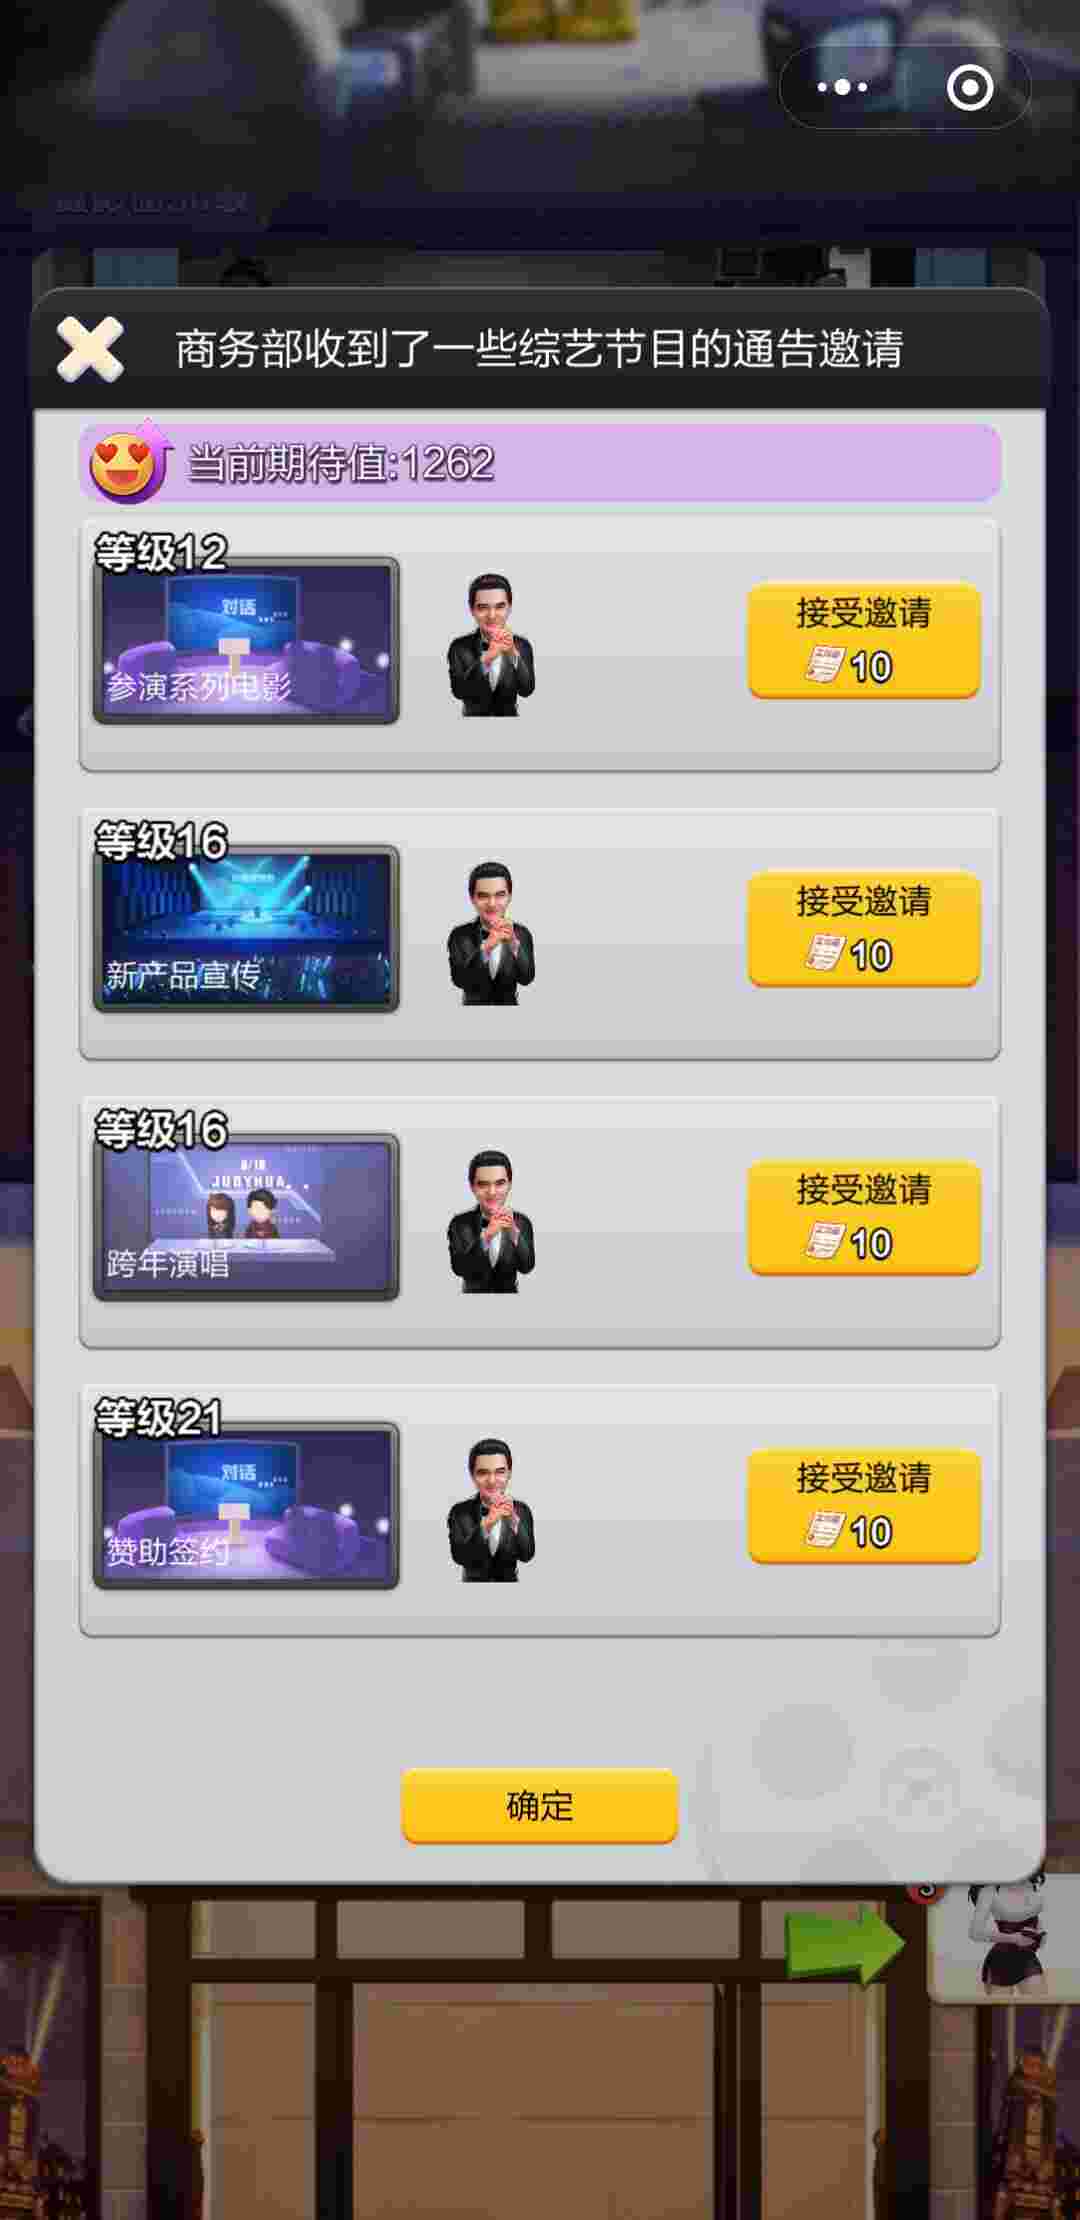 商务部收到了一些综艺节目的通告邀请
当前期待值:1262
等级12
对话
参演系列电影
接受邀请
10
等级16
新产品宣传
接受邀请
10
等级16
JUDYHUA
跨年演唱
接受邀请
10
等级21
对话
赞助签约
接受邀请
10
确定